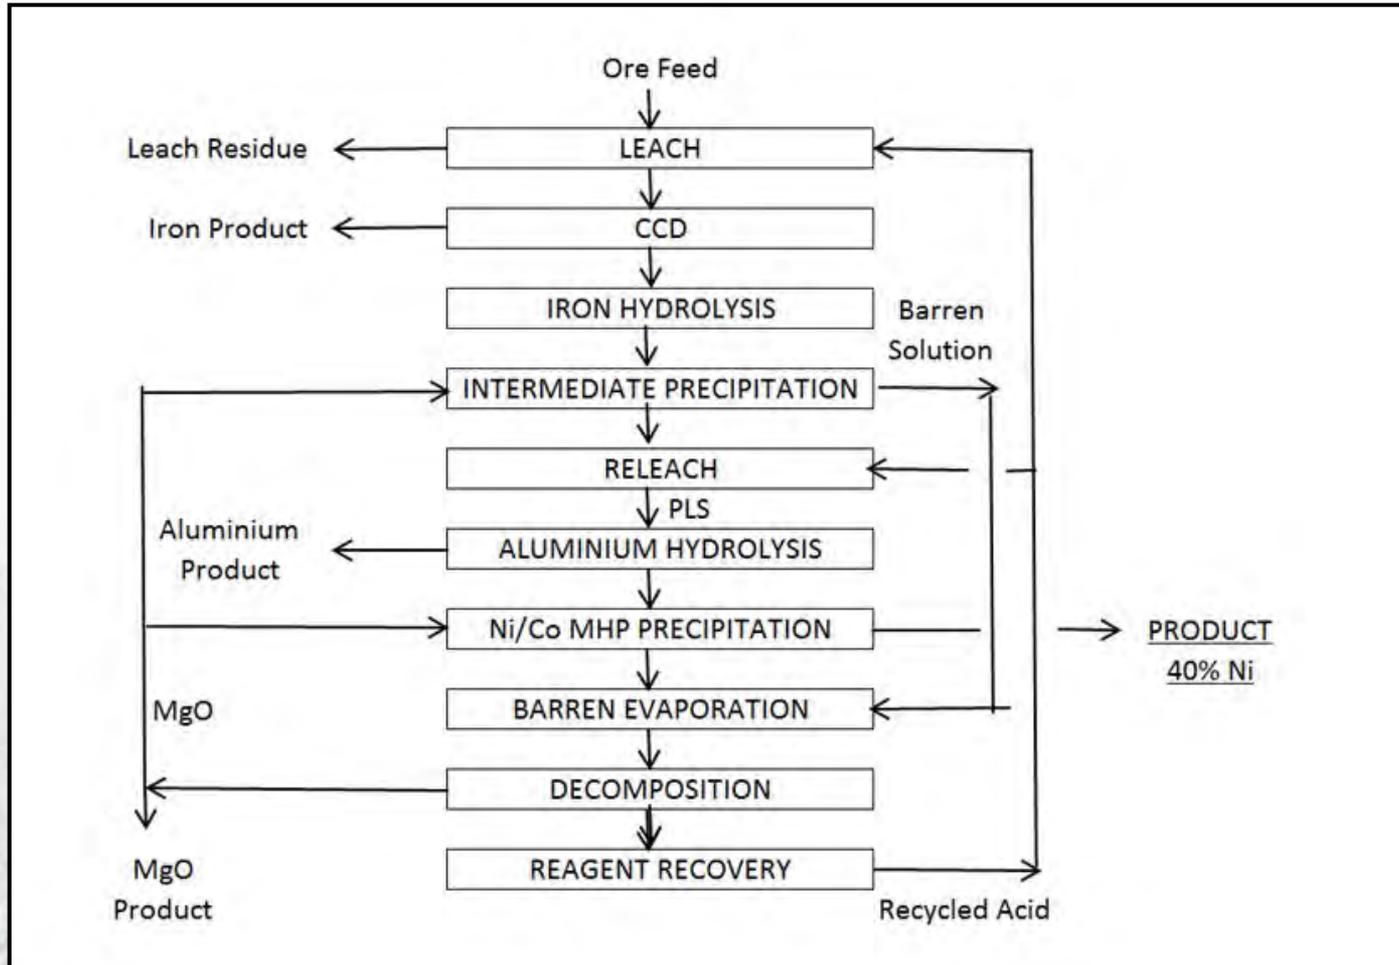 Ore Feed
Leach Residue
LEACH
Iron Product
CCD
IRON HYDROLYSIS
Barren
Solution
INTERMEDIATE PRECIPITATION
RELEACH
PLS
Aluminium
Product
ALUMINIUM HYDROLYSIS
Ni/Co MHP PRECIPITATION
PRODUCT
40% Ni
MgO
BARREN EVAPORATION
DECOMPOSITION
MgO
Product
REAGENT RECOVERY
Recycled Acid